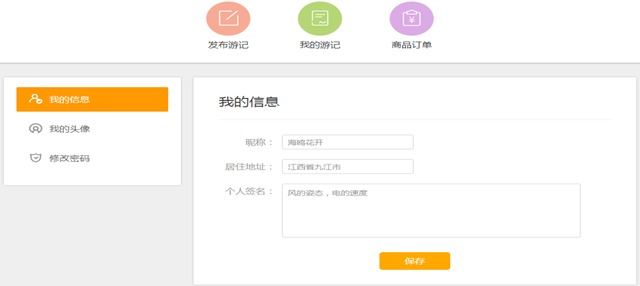 发布游记 我的游记 商品订单
我的信息
我的头像
修改密码
我的信息
昵称： 海鸥花开
居住地址： 江西省九江市
个人签名： 风的姿态，电的速度
保存